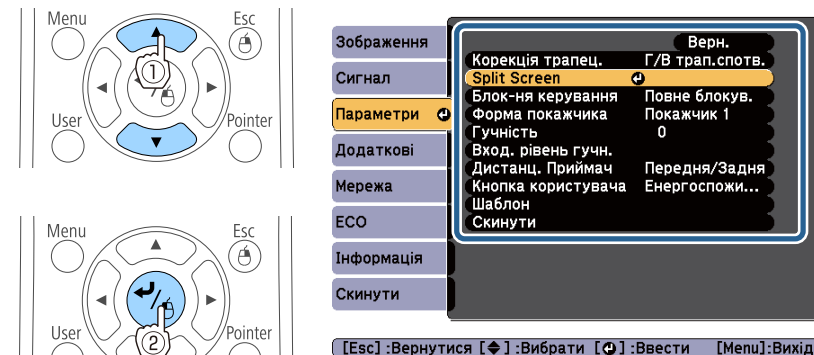 Menu
Esc
①
User
Pointer
Menu
Esc
User
Pointer
②
Зображення
Сигнал
Параметри
Додаткові
Мережа
ECO
Інформація
Скинути
Верн.
Корекція трапец. Г/В трап.спотв.
Split Screen
Блок-ня керування Повне блокув.
Форма покажчика Покажчик 1
Гучність 0
Вход. рівень гучн.
Дистанц. Приймач Передня/Задня
Кнопка користувача Енергоспожи...
Шаблон
Скинути
[Esc] :Вернутися [◆] :Вибрати [⏎] :Ввести [Menu]:Вихід